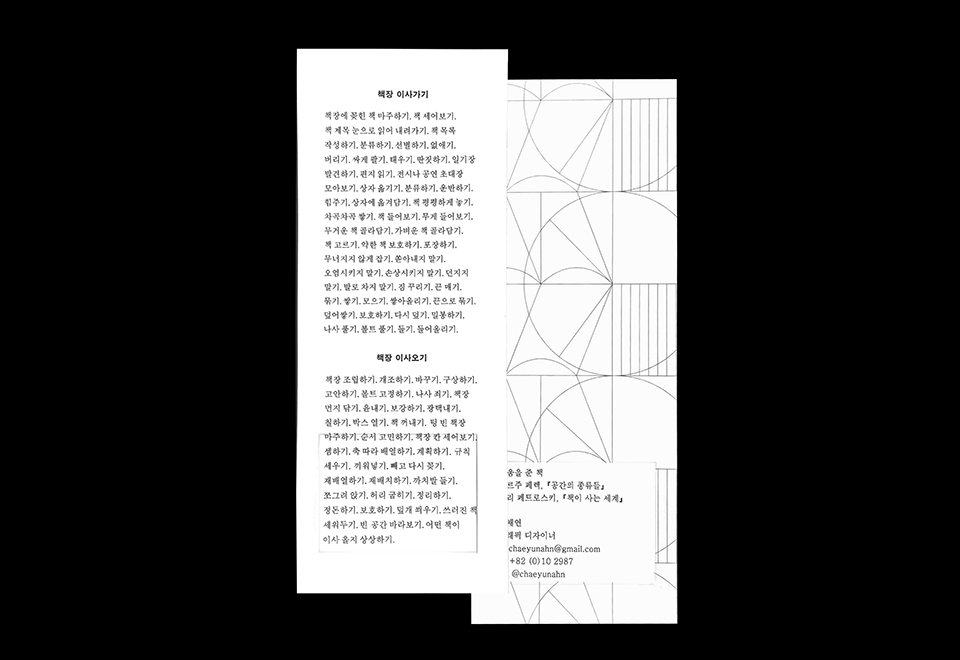 책장 이사가기
책장에 꽂힌 책 마주하기. 책 세어보기.
책 제목 눈으로 읽어 내려가기. 책 목록
작성하기. 분류하기. 선별하기. 없애기.
버리기. 싸게 팔기. 태우기. 딴짓하기. 일기장
발견하기. 편지 읽기. 전시나 공연 초대장
모아보기. 상자 옮기기. 분류하기. 운반하기.
힘주기. 상자에 옮겨담기. 책 평평하게 놓기.
차곡차곡 쌓기. 책 들어보기. 무게 들어보기.
무거운 책 골라담기. 가벼운 책 골라담기.
책 고르기. 약한 책 보호하기. 포장하기.
무너지지 않게 잡기. 쏟아내지 말기.
오염시키지 말기. 손상시키지 말기. 던지지
말기. 발로 차지 말기. 짐 꾸리기. 끈 매기.
묶기. 쌓기. 모으기. 쌓아올리기. 끈으로 묶기.
덮어쌓기. 보호하기. 다시 덮기. 밀봉하기.
나사 풀기. 볼트 풀기. 들기. 들어올리기.
책장 이사오기
책장 조립하기. 개조하기. 바꾸기. 구상하기.
고안하기. 볼트 고정하기. 나사 죄기. 책장
먼지 닦기. 윤내기. 보강하기. 광택내기.
칠하기. 박스 열기. 책 꺼내기. 텅 빈 책장
마주하기. 순서 고민하기. 책장 칸 세어보기.
셈하기. 축 따라 배열하기. 계획하기. 규칙
세우기. 끼워넣기. 빼고 다시 꽂기.
재배열하기. 재배치하기. 까치발 들기.
쪼그려 앉기. 허리 굽히기. 정리하기.
정돈하기. 보호하기. 덮개 씌우기. 쓰러진 책
세워두기. 빈 공간 바라보기. 어떤 책이
이사 올지 상상하기.
움을 준 책
르주 페렉, 『공간의 종류들』
리 페트로스키, 『책이 사는 세계』
재연
래픽 디자이너
chaeyunahn@gmail.com
+82 (0)10 2987
@chaeyunahn